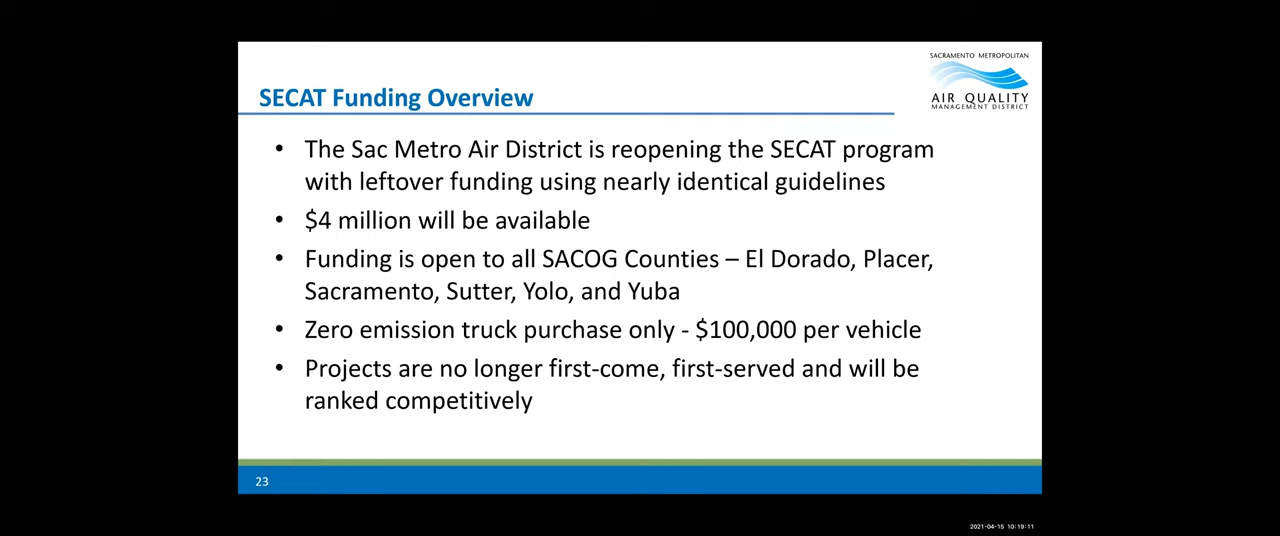 SACRAMENTO METROPOLITAN
AIR QUALITY
MANAGEMENT DISTRICT
SECAT Funding Overview
• The Sac Metro Air District is reopening the SECAT program
with leftover funding using nearly identical guidelines
• $4 million will be available
• Funding is open to all SACOG Counties – El Dorado, Placer,
Sacramento, Sutter, Yolo, and Yuba
• Zero emission truck purchase only - $100,000 per vehicle
• Projects are no longer first-come, first-served and will be
ranked competitively
23
2021-04-15 10:19:11